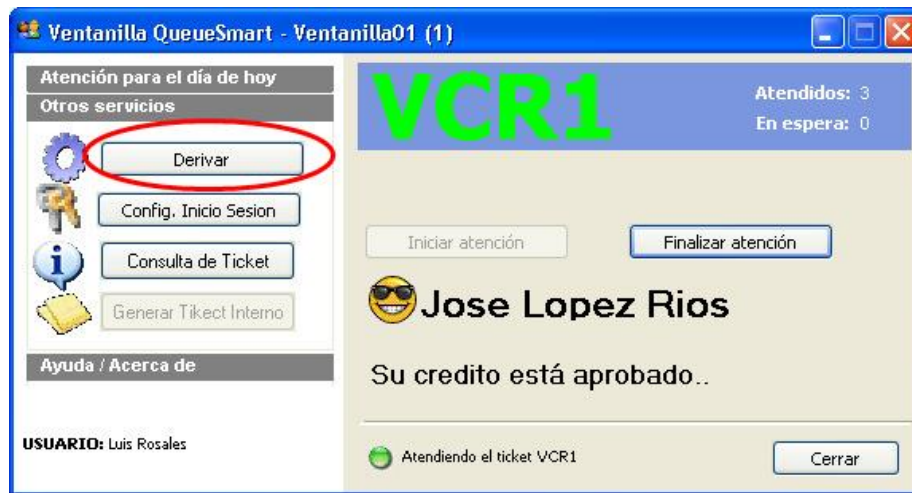 Ventanilla QueueSmart - Ventanilla01 (1)
Atención para el día de hoy
Otros servicios
Derivar
Config. Inicio Sesion
Consulta de Ticket
Generar Tikect Interno
Ayuda / Acerca de
USUARIO: Luis Rosales
VCR1
Atendidos: 3
En espera: 0
Iniciar atención
Finalizar atención
Jose Lopez Rios
Su credito está aprobado..
Atendiendo el ticket VCR1
Cerrar